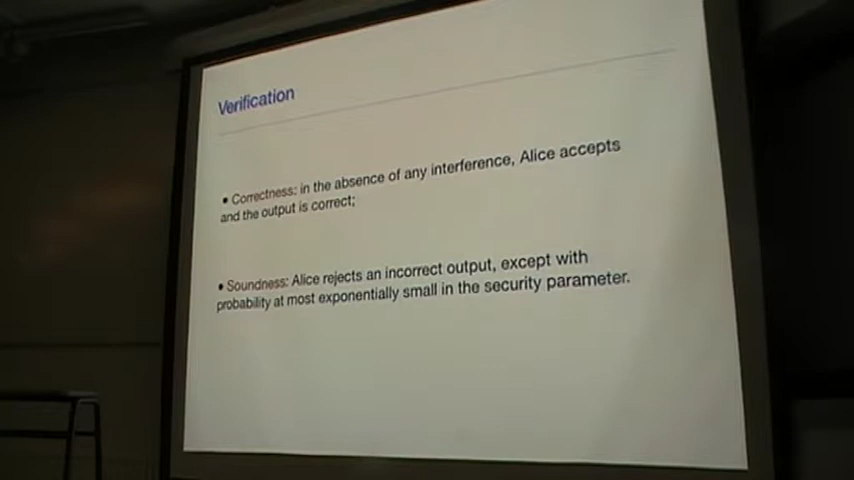 Verification
• Correctness: in the absence of any interference, Alice accepts
and the output is correct;
• Soundness: Alice rejects an incorrect output, except with
probability at most exponentially small in the security parameter.